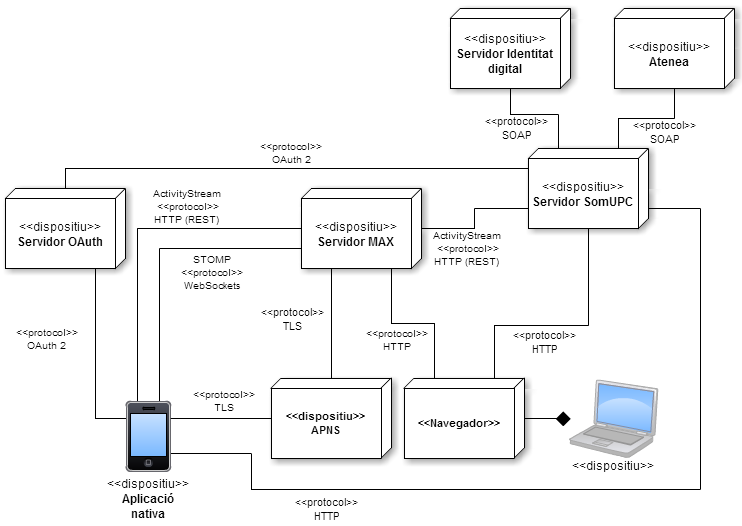 <<dispositiu>>
Servidor Identitat
digital
<<dispositiu>>
Atenea
<<protocol>>
SOAP
<<protocol>>
SOAP
<<protocol>>
OAuth 2
<<dispositiu>>
Servidor OAuth
ActivityStream
<<protocol>>
HTTP (REST)
<<dispositiu>>
Servidor MAX
<<dispositiu>>
Servidor SomUPC
ActivityStream
<<protocol>>
HTTP (REST)
STOMP
<<protocol>>
WebSockets
<<protocol>>
OAuth 2
<<protocol>>
TLS
<<protocol>>
HTTP
<<protocol>>
HTTP
<<protocol>>
TLS
<<dispositiu>>
APNS
<<Navegador>>
<<dispositiu>>
<<dispositiu>>
Aplicació
nativa
<<protocol>>
HTTP